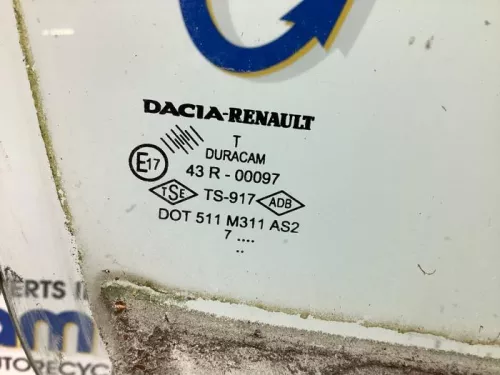 DACIA-RENAULT
T
DURACAM
E17
43 R - 00097
TSE
TS-917
ADB
DOT 511 M311 AS2
7 ....
..